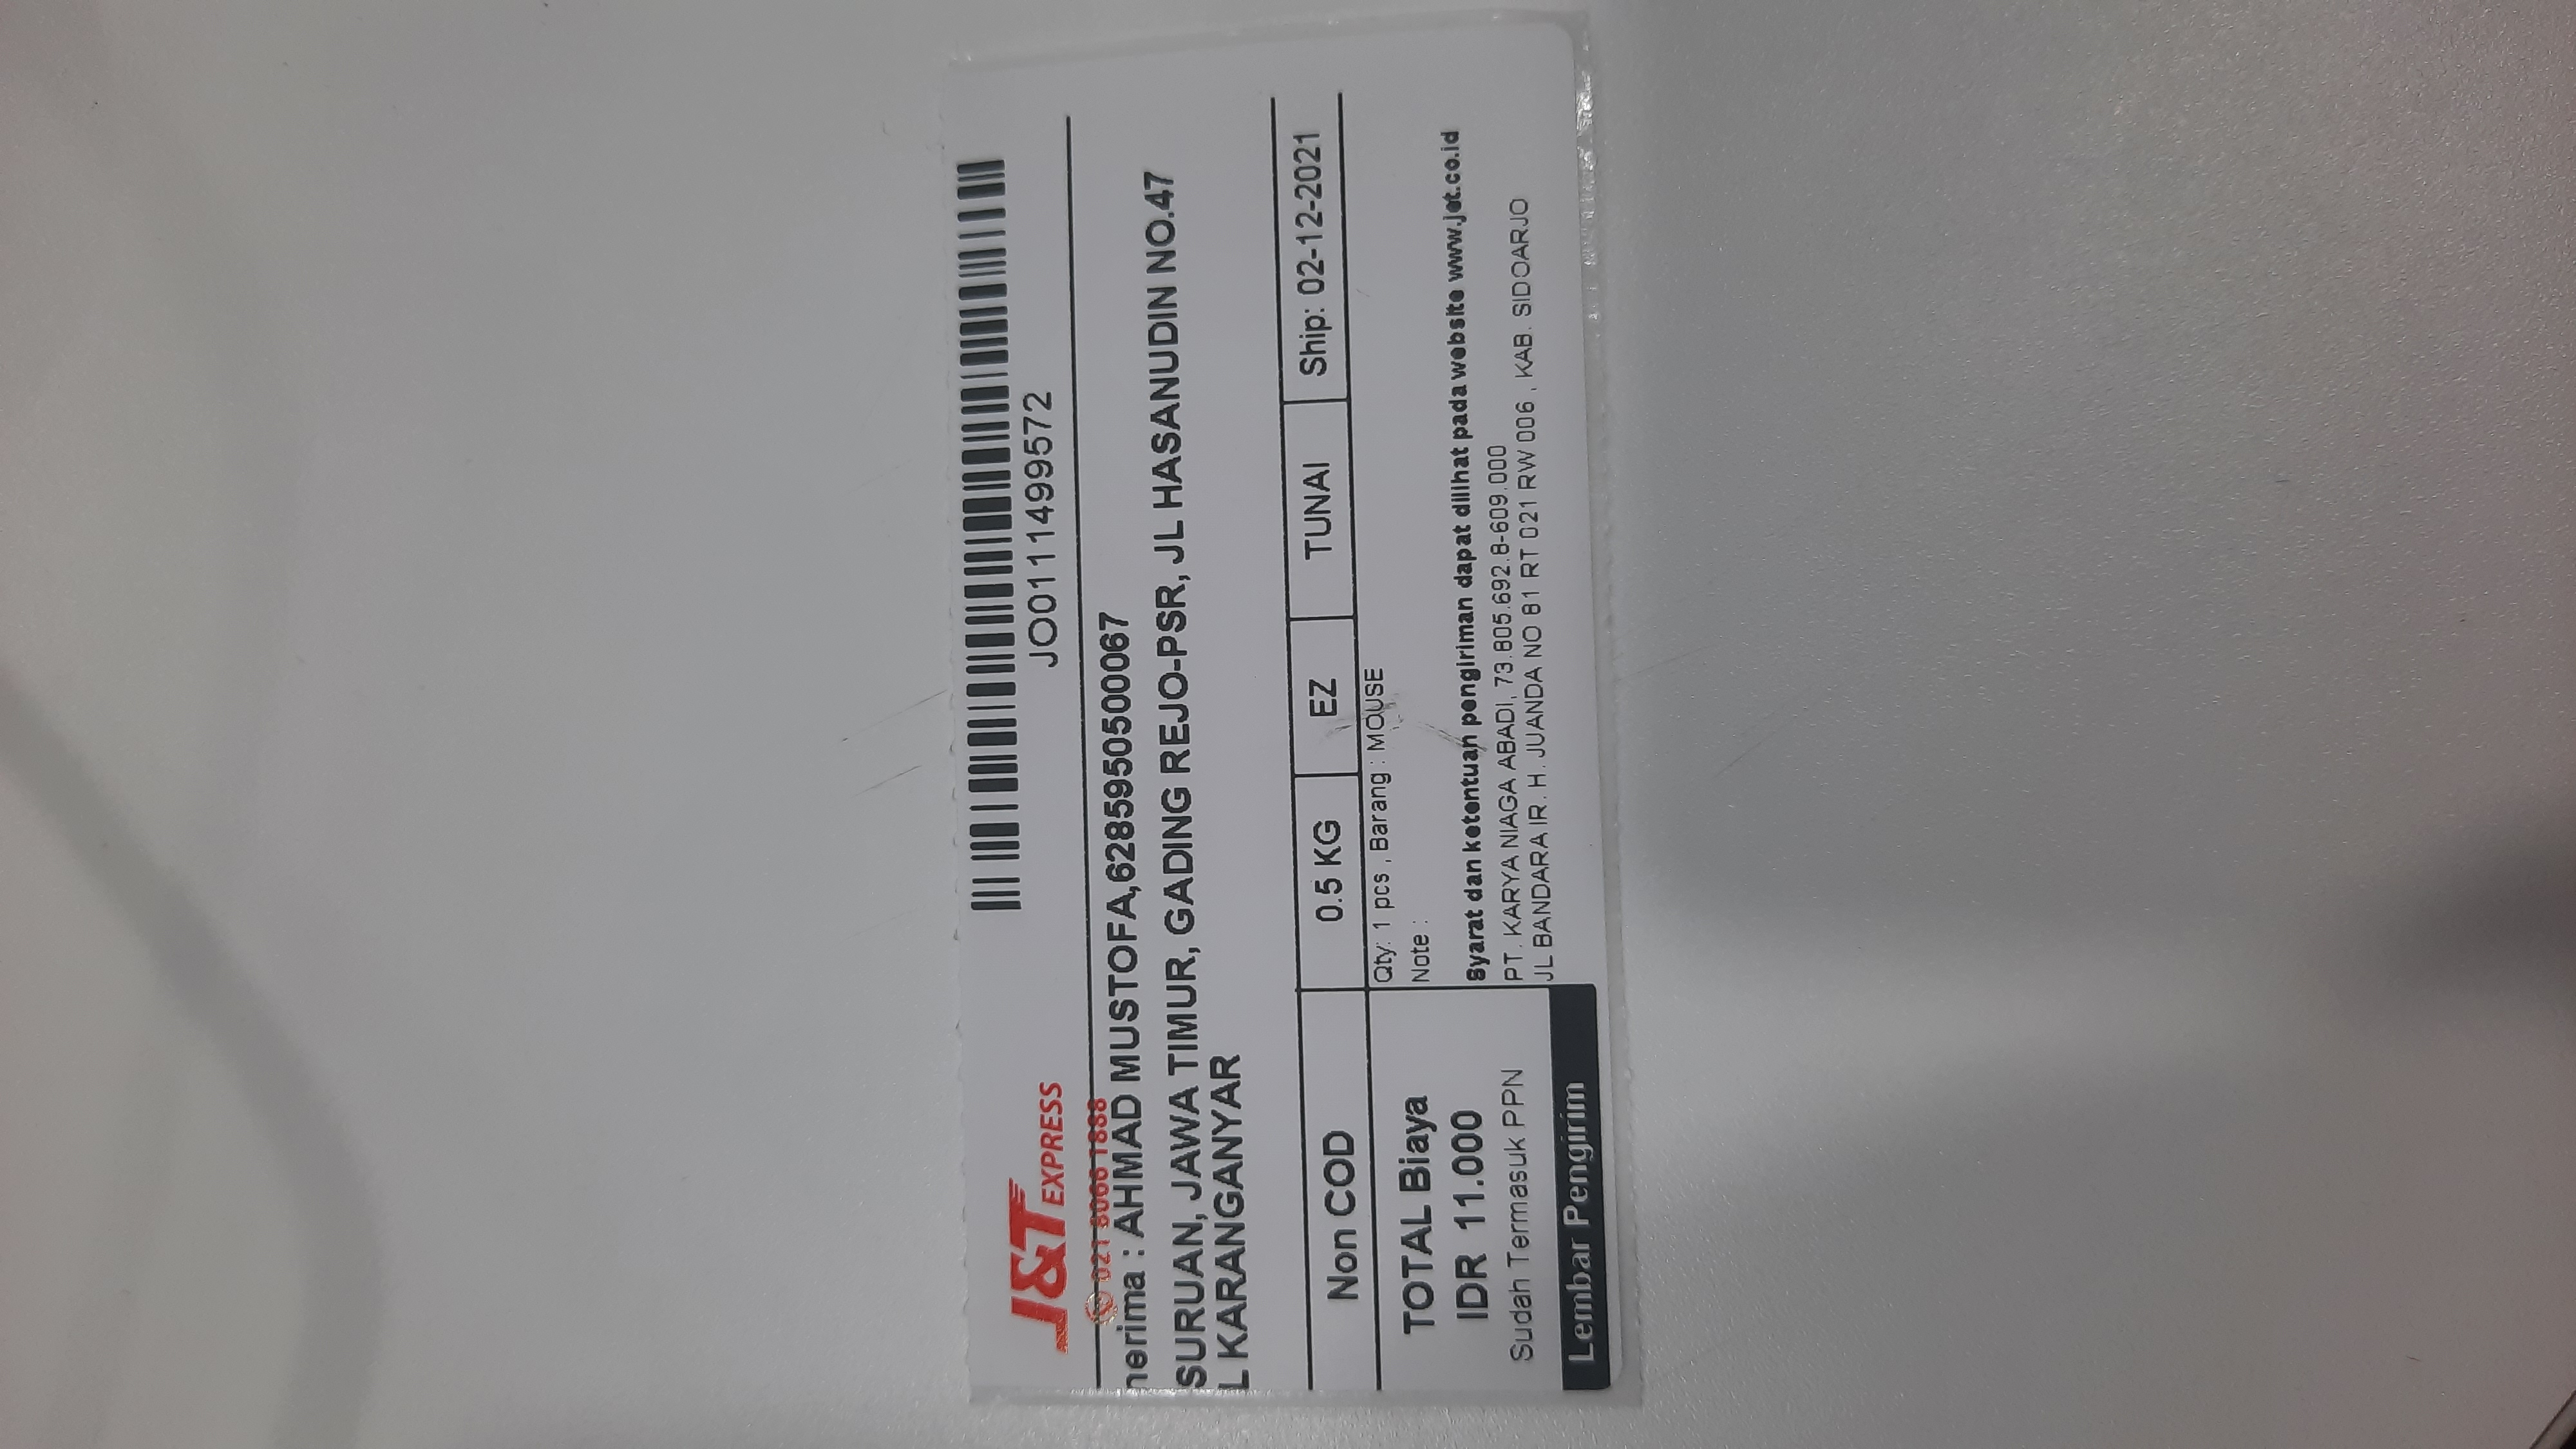 J&T EXPRESS
JO0111499572
021 8066 1888
nerima : AHMAD MUSTOFA,6285950500067
SURUAN, JAWA TIMUR, GADING REJO-PSR, JL HASANUDIN NO.47
L KARANGANYAR
Non COD 0.5 KG EZ TUNAI Ship: 02-12-2021
Qty: 1 pcs , Barang : MOUSE
TOTAL Biaya
Note :
IDR 11.000
Syarat dan ketentuan pengiriman dapat dilihat pada website www.jet.co.id
Sudah Termasuk PPN
PT. KARYA NIAGA ABADI, 73.805.692.8-609.000
JL BANDARA IR. H. JUANDA NO 81 RT 021 RW 006 , KAB. SIDOARJO
Lembar Pengirim